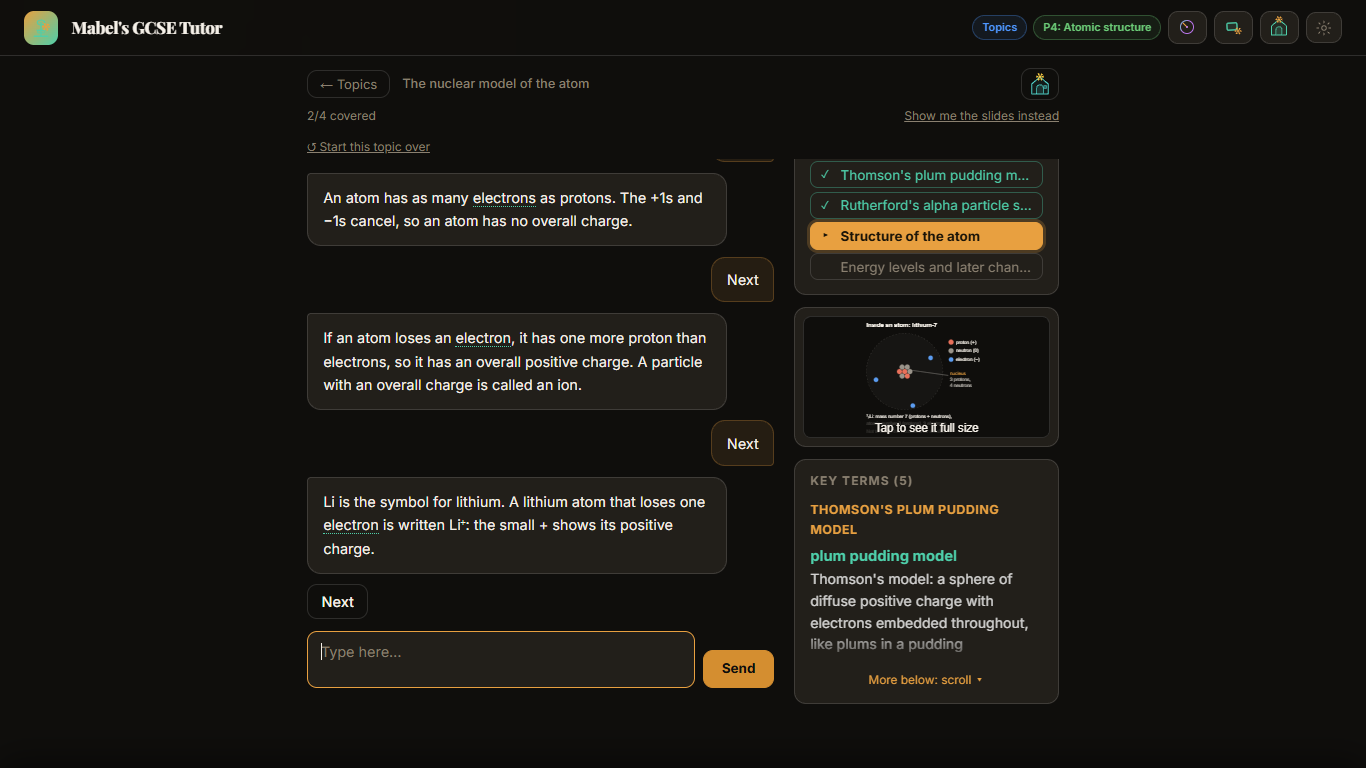 Mabel's GCSE Tutor
Topics
P4: Atomic structure
← Topics
The nuclear model of the atom
2/4 covered
Show me the slides instead
↺ Start this topic over
An atom has as many electrons as protons. The +1s and
−1s cancel, so an atom has no overall charge.
Next
If an atom loses an electron, it has one more proton than
electrons, so it has an overall positive charge. A particle
with an overall charge is called an ion.
Next
Li is the symbol for lithium. A lithium atom that loses one
electron is written Li⁺: the small + shows its positive
charge.
Next
Type here...
Send
✓ Thomson's plum pudding m...
✓ Rutherford's alpha particle s...
‣ Structure of the atom
Energy levels and later chan...
Inside an atom: lithium-7
proton (+)
neutron (0)
electron (−)
nucleus
3 protons,
4 neutrons
⁷Li: mass number 7 (protons + neutrons),
Tap to see it full size
KEY TERMS (5)
THOMSON'S PLUM PUDDING
MODEL
plum pudding model
Thomson's model: a sphere of
diffuse positive charge with
electrons embedded throughout,
like plums in a pudding
More below: scroll ▾